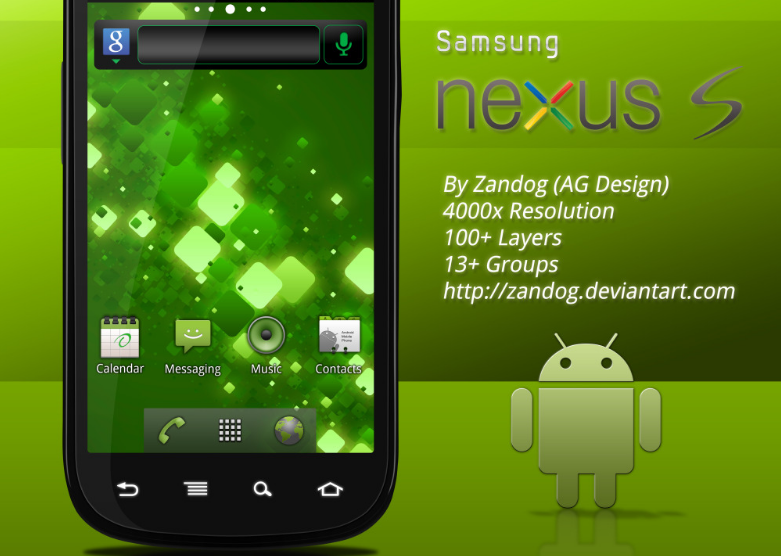 g
Samsung
nexus S
By Zandog (AG Design)
4000x Resolution
100+ Layers
13+ Groups
http://zandog.deviantart.com
Calendar Messaging Music Contacts